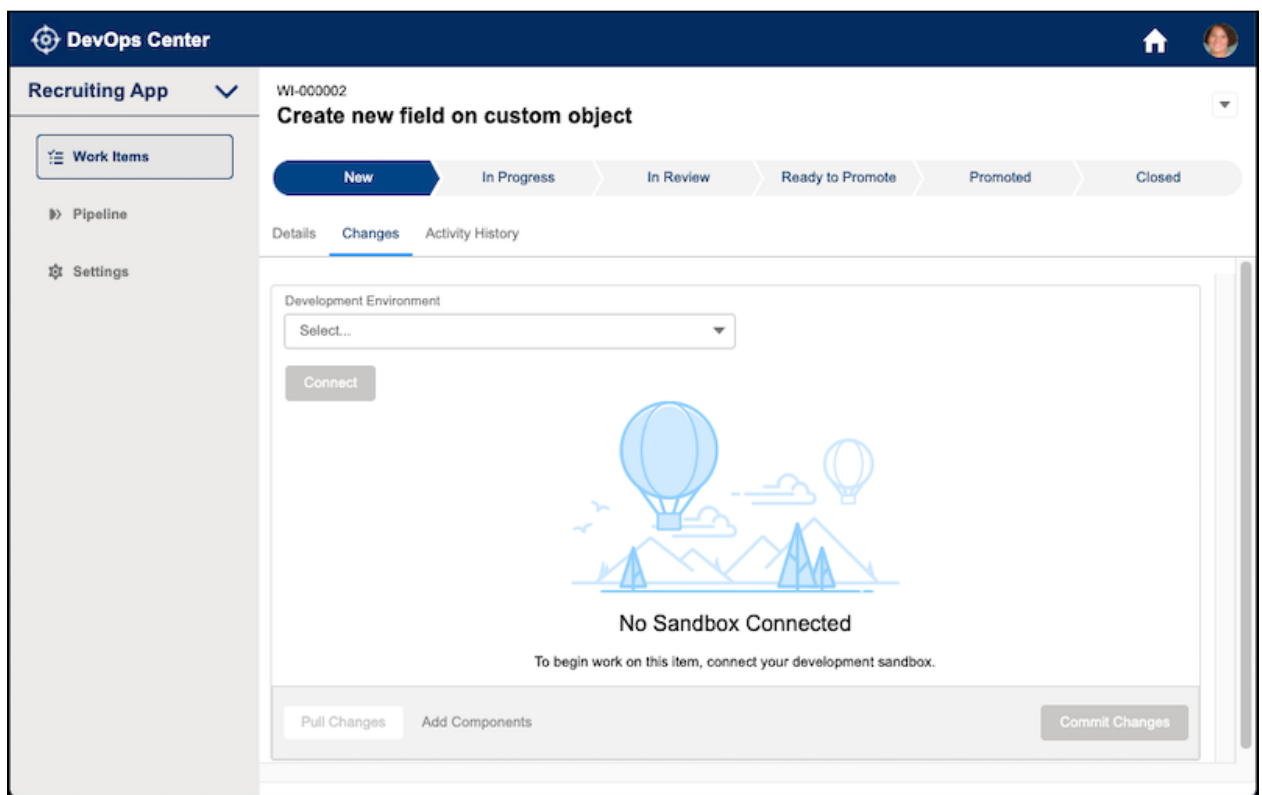 DevOps Center
Recruiting App
Work Items
Pipeline
Settings
WI-000002
Create new field on custom object
New In Progress In Review Ready to Promote Promoted Closed
Details Changes Activity History
Development Environment
Select...
Connect
No Sandbox Connected
To begin work on this item, connect your development sandbox.
Pull Changes Add Components Commit Changes